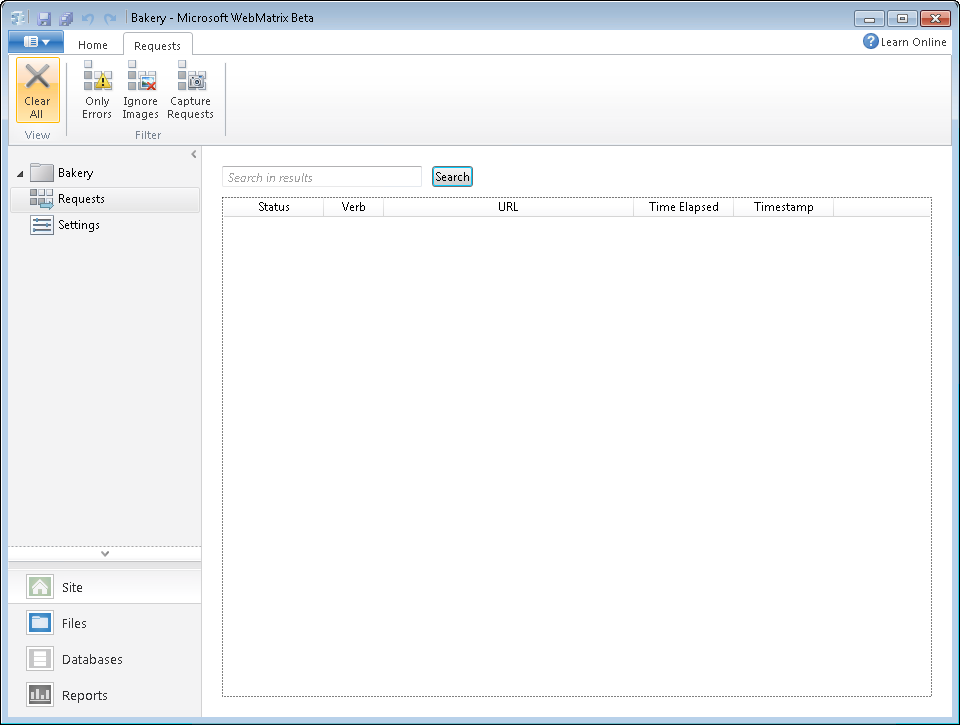 Bakery - Microsoft WebMatrix Beta
Home
Requests
Learn Online
Clear
All
Only
Errors
Ignore
Images
Capture
Requests
View
Filter
Bakery
Requests
Settings
Search in results
Search
Status Verb URL Time Elapsed Timestamp
Site
Files
Databases
Reports